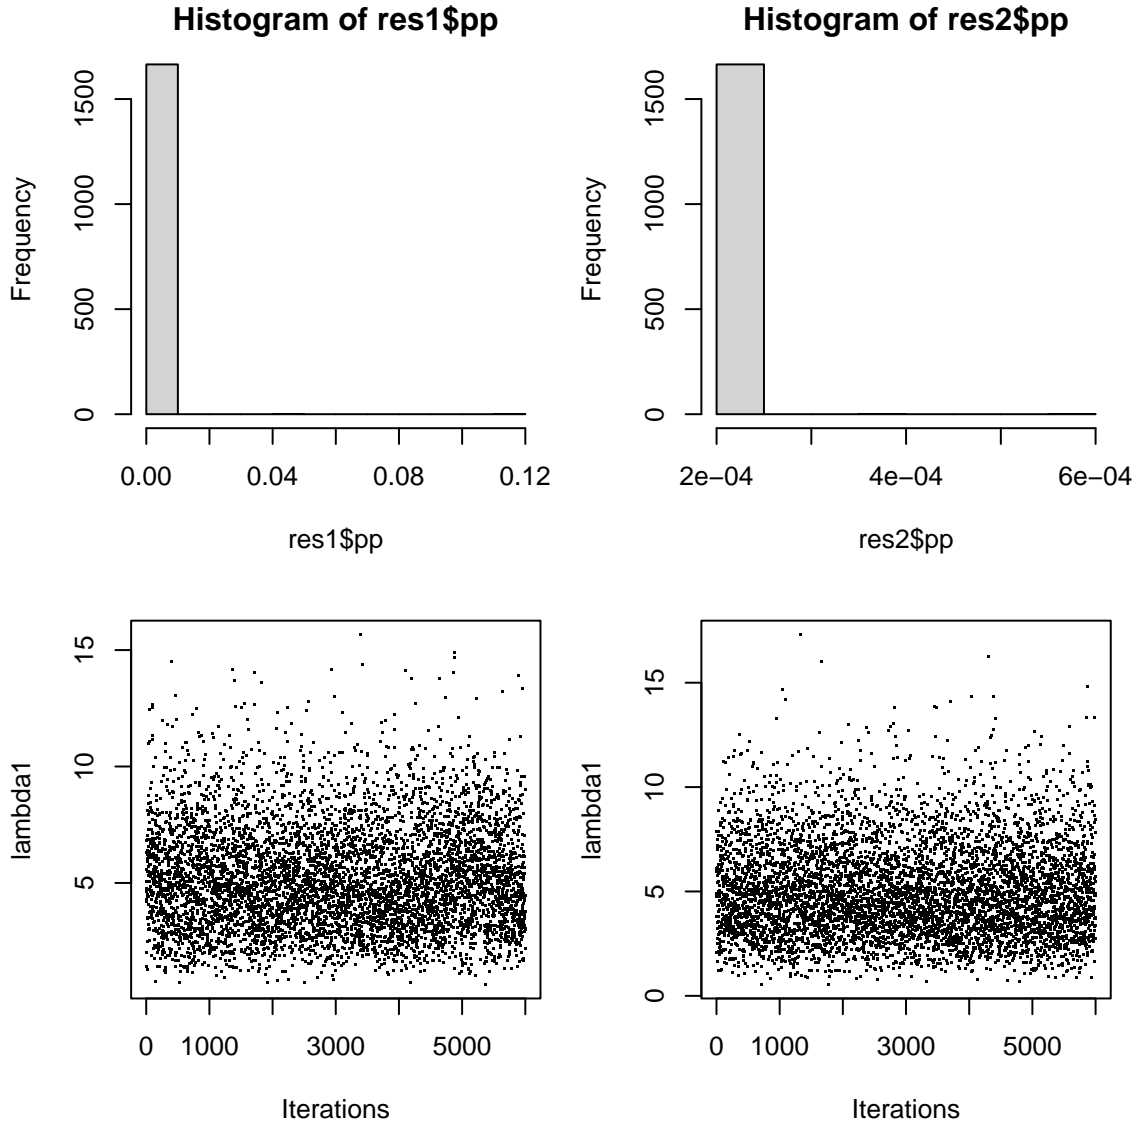 Histogram of res1$pp
Frequency
0 500 1000 1500
0.00 0.04 0.08 0.12
res1$pp
Histogram of res2$pp
Frequency
0 500 1000 1500
2e−04 4e−04 6e−04
res2$pp
lambda1
5 10 15
0 1000 3000 5000
Iterations
lambda1
0 5 10 15
0 1000 3000 5000
Iterations